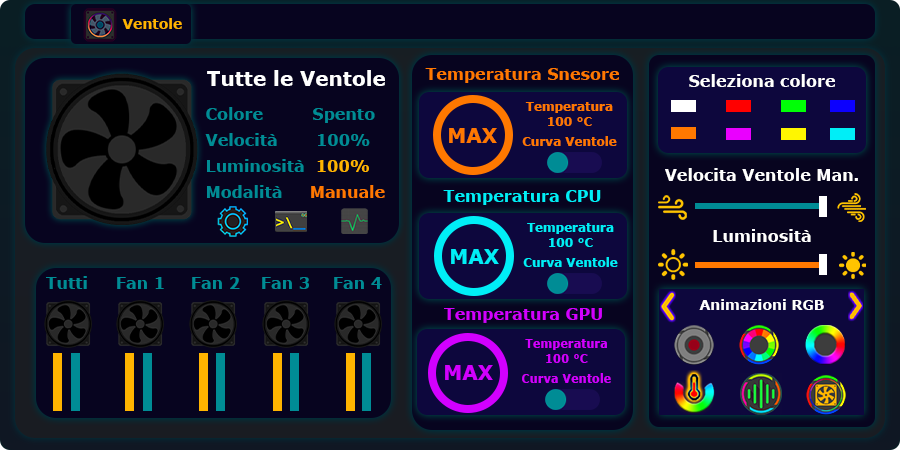 Ventole
Tutte le Ventole
Colore Spento
Velocità 100%
Luminosità 100%
Modalità Manuale
>\_
Tutti Fan 1 Fan 2 Fan 3 Fan 4
Temperatura Snesore
MAX
Temperatura
100 °C
Curva Ventole
Temperatura CPU
MAX
Temperatura
100 °C
Curva Ventole
Temperatura GPU
MAX
Temperatura
100 °C
Curva Ventole
Seleziona colore
Velocita Ventole Man.
Luminosità
Animazioni RGB